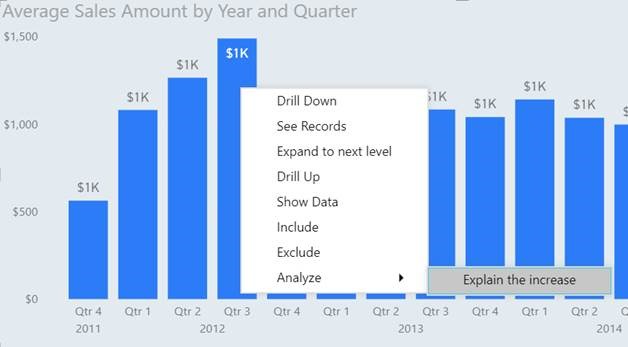 Average Sales Amount by Year and Quarter
$1,500
$1K
$1K
$1K
$1K
$1K
$1K
$1K
$1K
$1,000
$500
$0
Drill Down
See Records
Expand to next level
Drill Up
Show Data
Include
Exclude
Analyze
Explain the increase
Qtr 4 Qtr 1 Qtr 2 Qtr 3 Qtr 4 Qtr 1 Qtr 2 Qtr 3 Qtr 4 Qtr 1 Qtr 2 Qtr
2011 2012 2013 2014